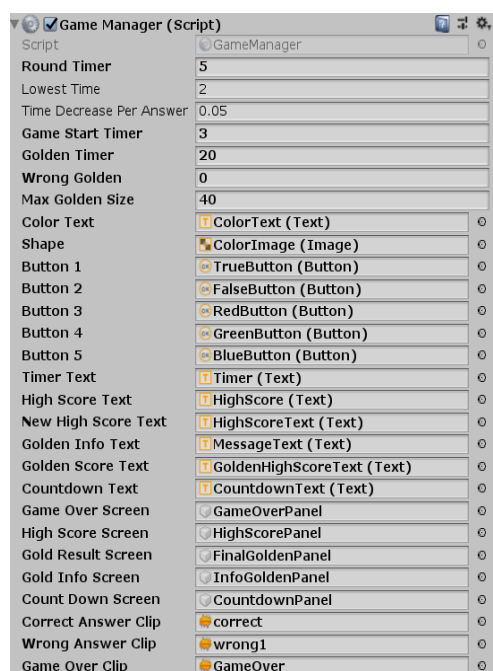 Game Manager (Script)
Script GameManager
Round Timer 5
Lowest Time 2
Time Decrease Per Answer 0.05
Game Start Timer 3
Golden Timer 20
Wrong Golden 0
Max Golden Size 40
Color Text ColorText (Text)
Shape ColorImage (Image)
Button 1 TrueButton (Button)
Button 2 FalseButton (Button)
Button 3 RedButton (Button)
Button 4 GreenButton (Button)
Button 5 BlueButton (Button)
Timer Text Timer (Text)
High Score Text HighScore (Text)
New High Score Text HighScoreText (Text)
Golden Info Text MessageText (Text)
Golden Score Text GoldenHighScoreText (Text)
Countdown Text CountdownText (Text)
Game Over Screen GameOverPanel
High Score Screen HighScorePanel
Gold Result Screen FinalGoldenPanel
Gold Info Screen InfoGoldenPanel
Count Down Screen CountdownPanel
Correct Answer Clip correct
Wrong Answer Clip wrong1
Game Over Clip GameOver